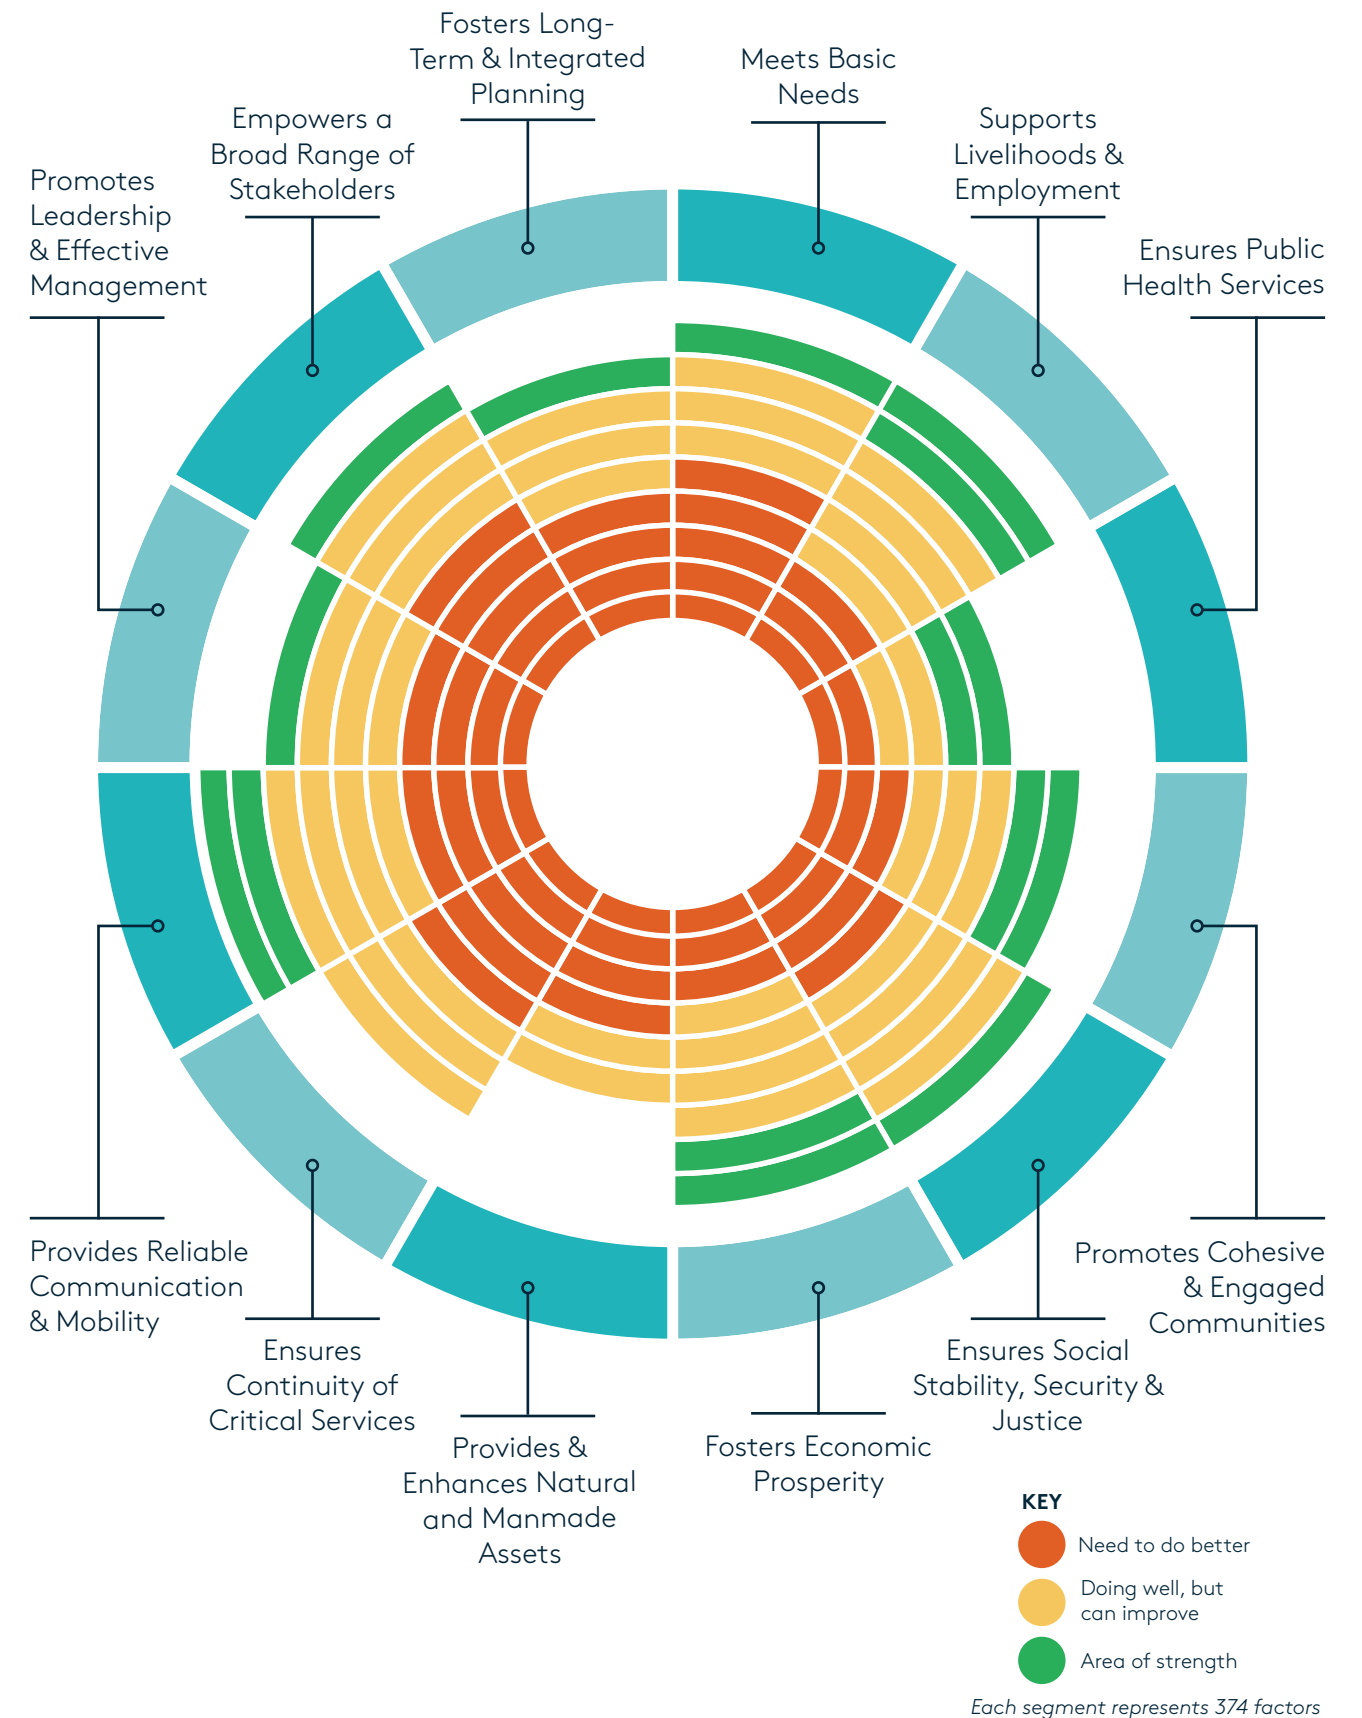 Fosters Long-
Term & Integrated
Planning
Meets Basic
Needs
Empowers a
Broad Range of
Stakeholders
Supports
Livelihoods &
Employment
Promotes
Leadership
& Effective
Management
Ensures Public
Health Services
Provides Reliable
Communication
& Mobility
Promotes Cohesive
& Engaged
Communities
Ensures
Continuity of
Critical Services
Ensures Social
Stability, Security &
Justice
Provides &
Enhances Natural
and Manmade
Assets
Fosters Economic
Prosperity
KEY
Need to do better
Doing well, but
can improve
Area of strength
Each segment represents 374 factors